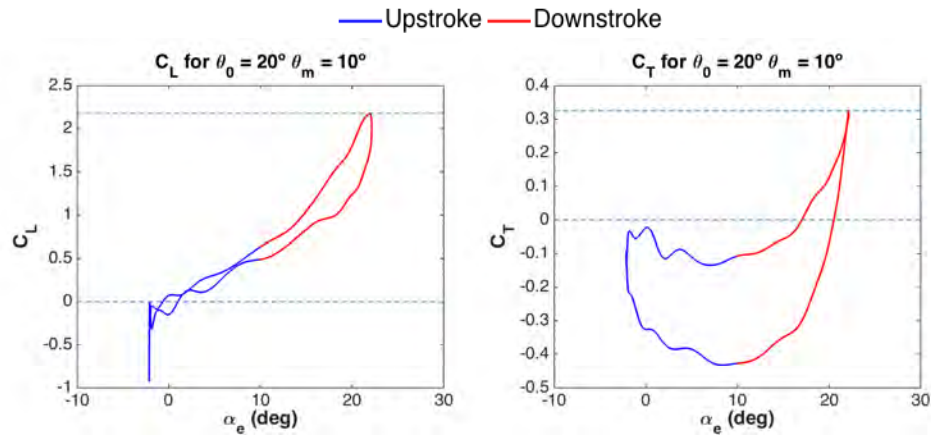 Upstroke Downstroke
C_L for θ_0 = 20° θ_m = 10°
2.5
2
1.5
1
0.5
0
-0.5
-1
C_L
-10 0 10 20 30
α_e (deg)
C_T for θ_0 = 20° θ_m = 10°
0.4
0.3
0.2
0.1
0
-0.1
-0.2
-0.3
-0.4
-0.5
C_T
-10 0 10 20 30
α_e (deg)